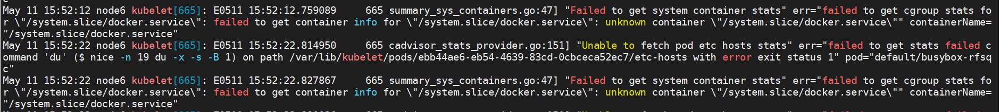 May 11 15:52:12 node6 kubelet[665]: E0511 15:52:12.759089     665 summary_sys_containers.go:47] "Failed to get system container stats" err="failed to get cgroup stats fo
r \"/system.slice/docker.service\": failed to get container info for \"/system.slice/docker.service\": unknown container \"/system.slice/docker.service\"" containerName=
"/system.slice/docker.service"
May 11 15:52:22 node6 kubelet[665]: E0511 15:52:22.814950     665 cadvisor_stats_provider.go:151] "Unable to fetch pod etc hosts stats" err="failed to get stats failed c
ommand 'du' ($ nice -n 19 du -x -s -B 1) on path /var/lib/kubelet/pods/ebb44ae6-eb54-4639-83cd-0cbceca52ec7/etc-hosts with error exit status 1" pod="default/busybox-rfsq
c"
May 11 15:52:22 node6 kubelet[665]: E0511 15:52:22.827867     665 summary_sys_containers.go:47] "Failed to get system container stats" err="failed to get cgroup stats fo
r \"/system.slice/docker.service\": failed to get container info for \"/system.slice/docker.service\": unknown container \"/system.slice/docker.service\"" containerName=
"/system.slice/docker.service"